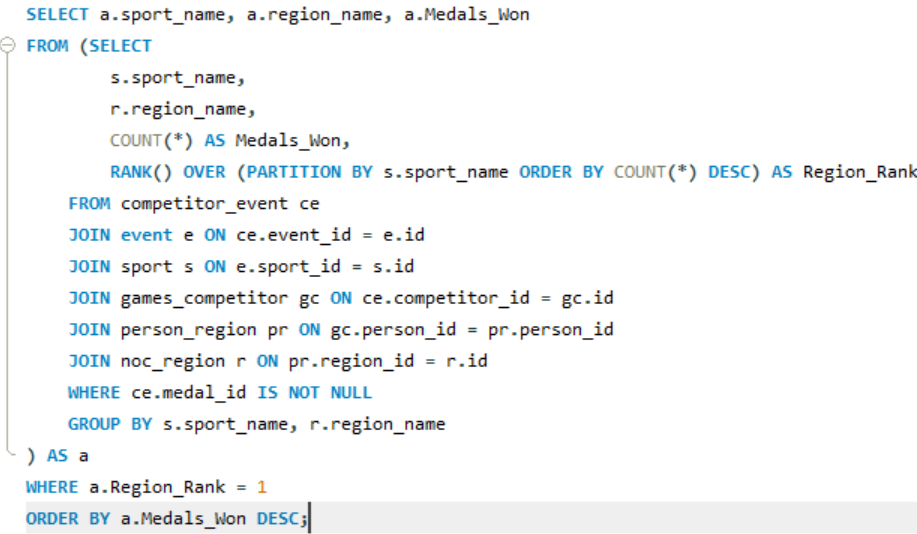 SELECT a.sport_name, a.region_name, a.Medals_Won
FROM (SELECT
s.sport_name,
r.region_name,
COUNT(*) AS Medals_Won,
RANK() OVER (PARTITION BY s.sport_name ORDER BY COUNT(*) DESC) AS Region_Rank
FROM competitor_event ce
JOIN event e ON ce.event_id = e.id
JOIN sport s ON e.sport_id = s.id
JOIN games_competitor gc ON ce.competitor_id = gc.id
JOIN person_region pr ON gc.person_id = pr.person_id
JOIN noc_region r ON pr.region_id = r.id
WHERE ce.medal_id IS NOT NULL
GROUP BY s.sport_name, r.region_name
) AS a
WHERE a.Region_Rank = 1
ORDER BY a.Medals_Won DESC;